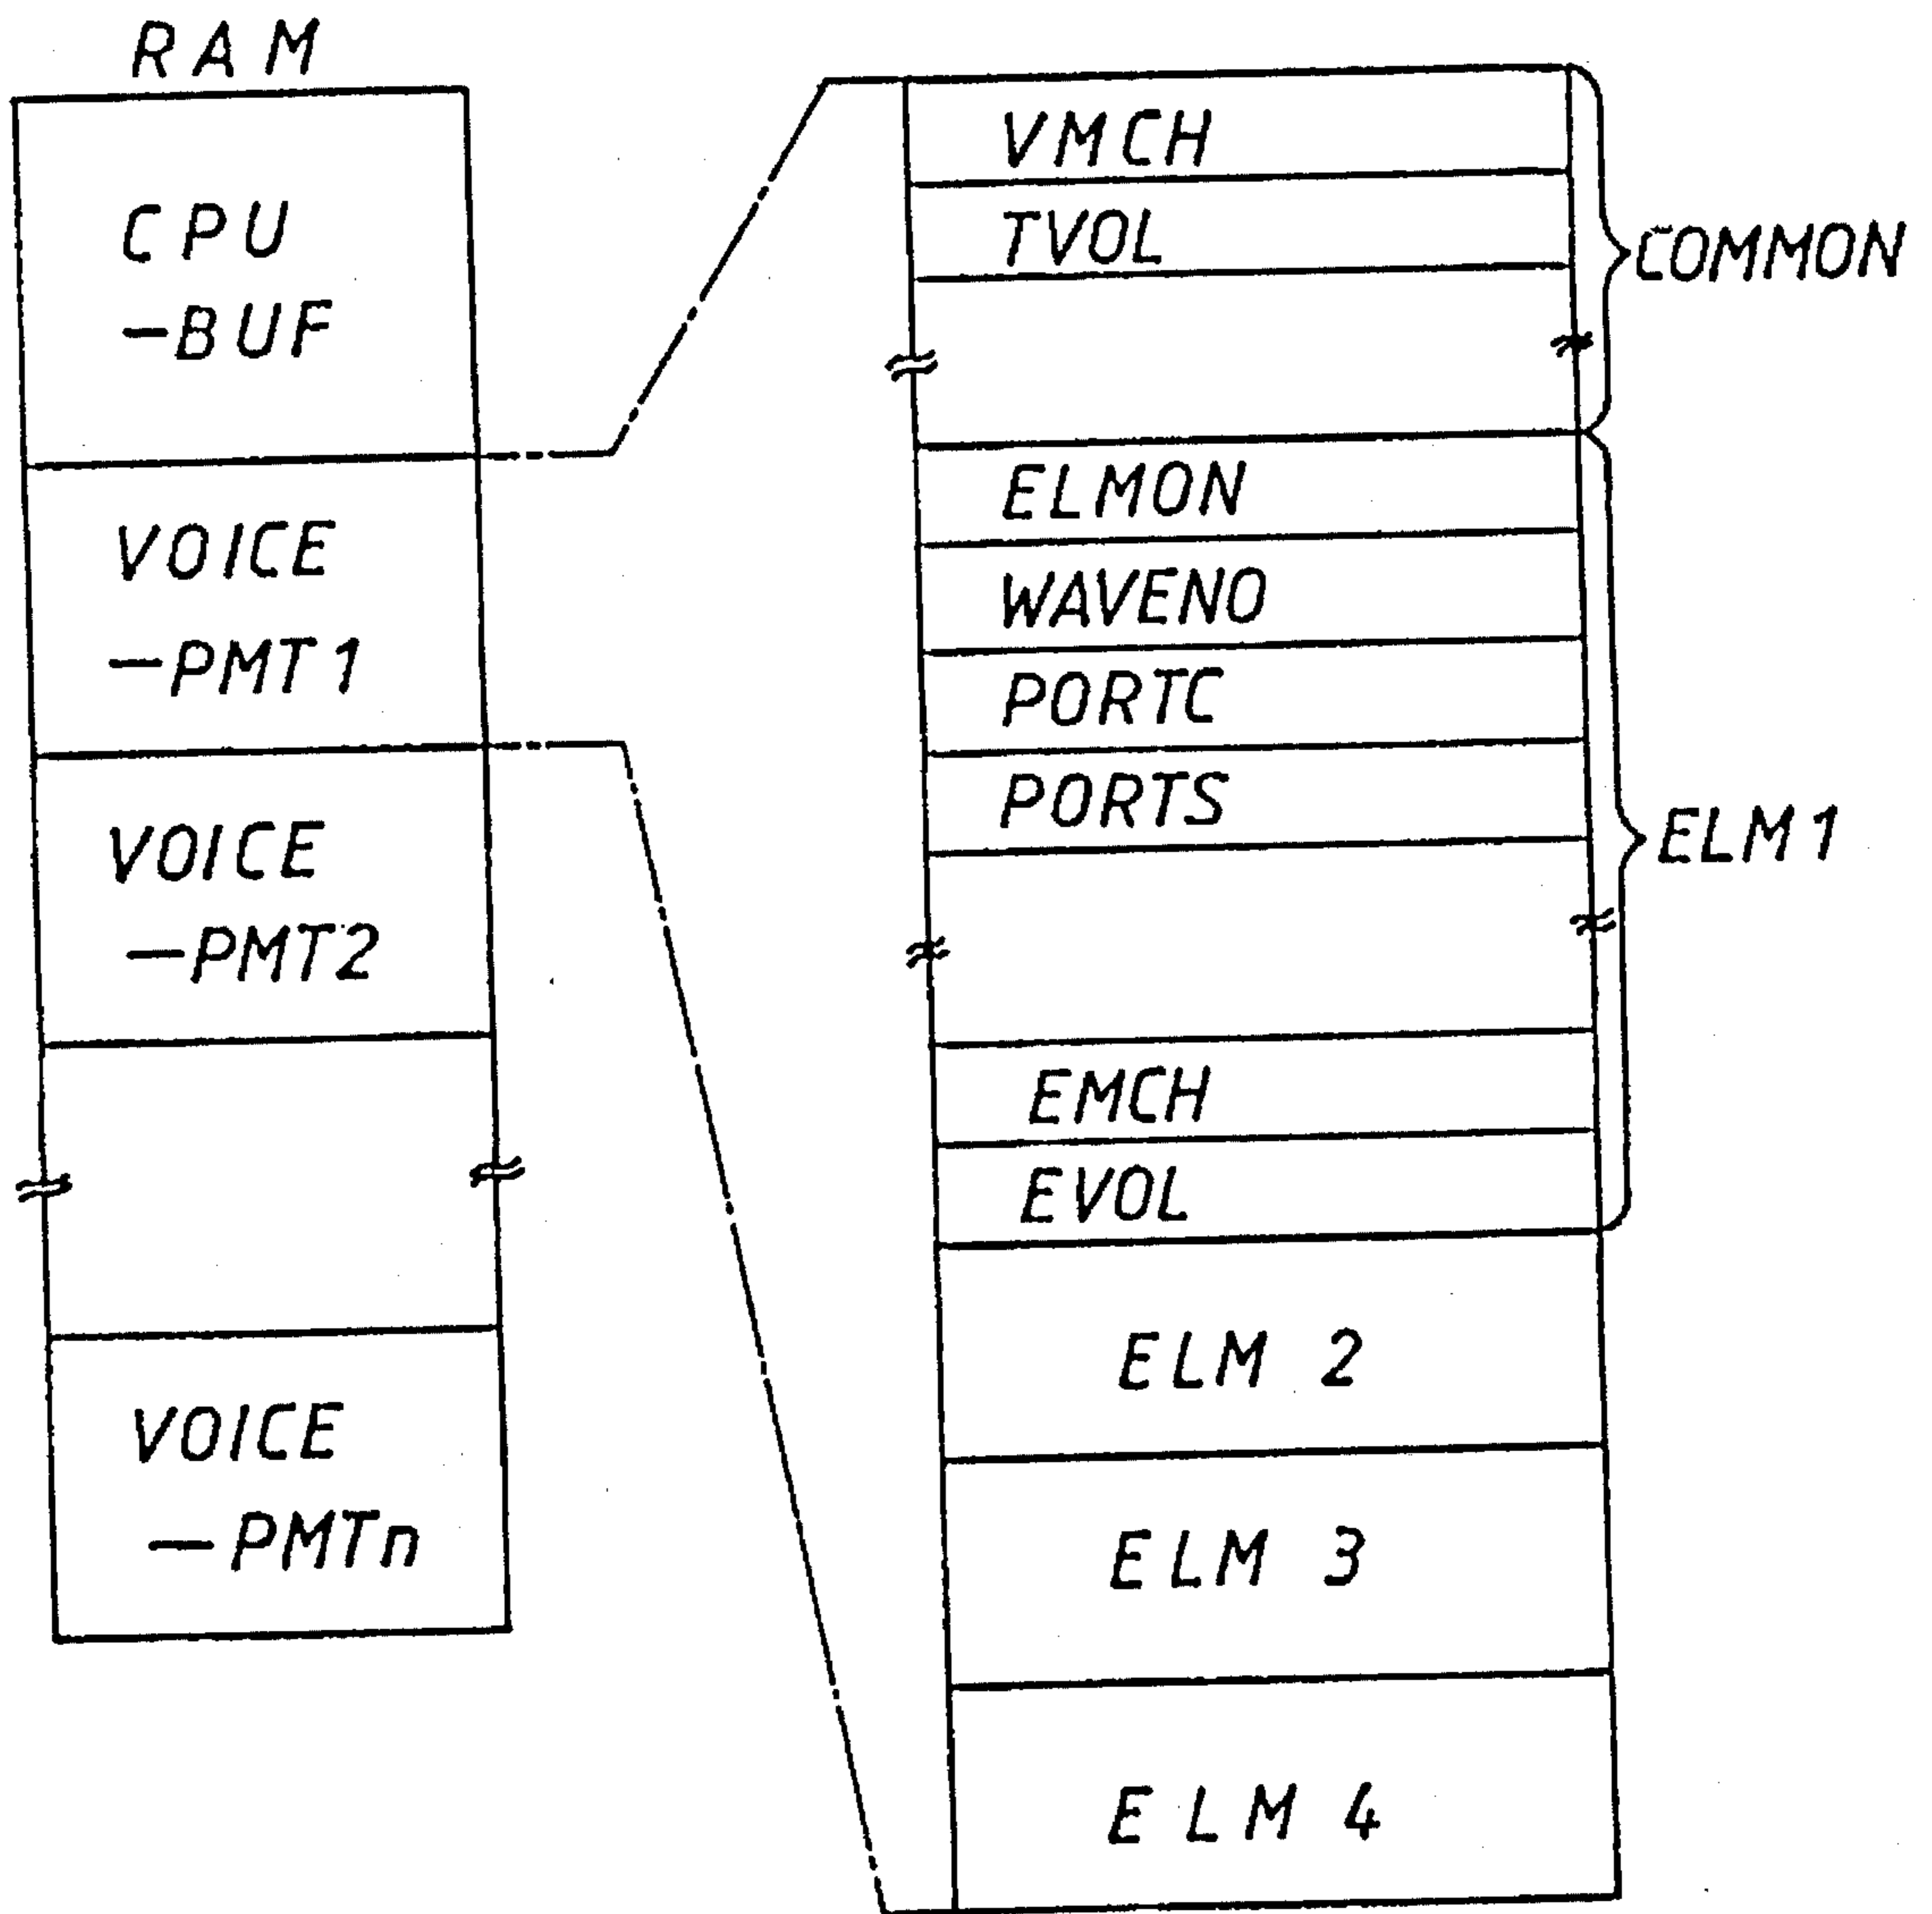 RAM
CPU
-BUF
VOICE
-PMT1
VOICE
-PMT2
VOICE
-PMTn
VMCH
TVOL
COMMON
ELMON
WAVENO
PORTC
PORTS
ELM1
EMCH
EVOL
ELM 2
ELM 3
ELM 4